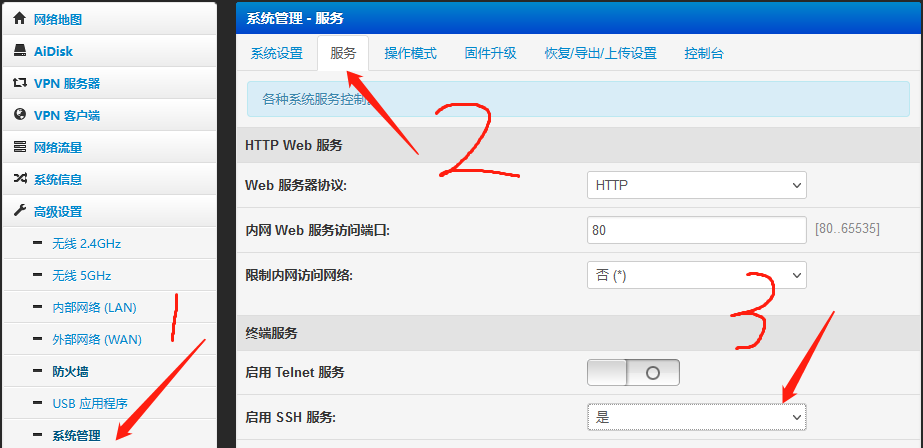 网络地图
AiDisk
VPN 服务器
VPN 客户端
网络流量
系统信息
高级设置
无线 2.4GHz
无线 5GHz
内部网络 (LAN)
外部网络 (WAN)
防火墙
USB 应用程序
系统管理
1
系统管理 - 服务
系统设置 服务 操作模式 固件升级 恢复/导出/上传设置 控制台
2
各种系统服务控制
HTTP Web 服务
Web 服务器协议: HTTP
内网 Web 服务访问端口: 80 [80..65535]
限制内网访问网络: 否 (*)
3
终端服务
启用 Telnet 服务
启用 SSH 服务: 是